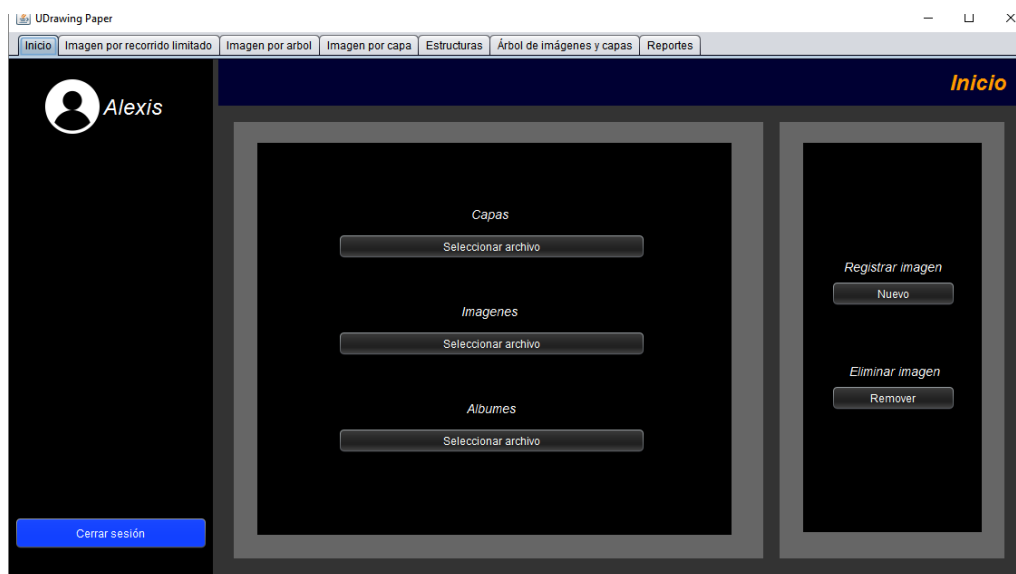 UDrawing Paper
Inicio Imagen por recorrido limitado Imagen por arbol Imagen por capa Estructuras Árbol de imágenes y capas Reportes
Inicio
Alexis
Capas
Seleccionar archivo
Imagenes
Seleccionar archivo
Albumes
Seleccionar archivo
Registrar imagen
Nuevo
Eliminar imagen
Remover
Cerrar sesión